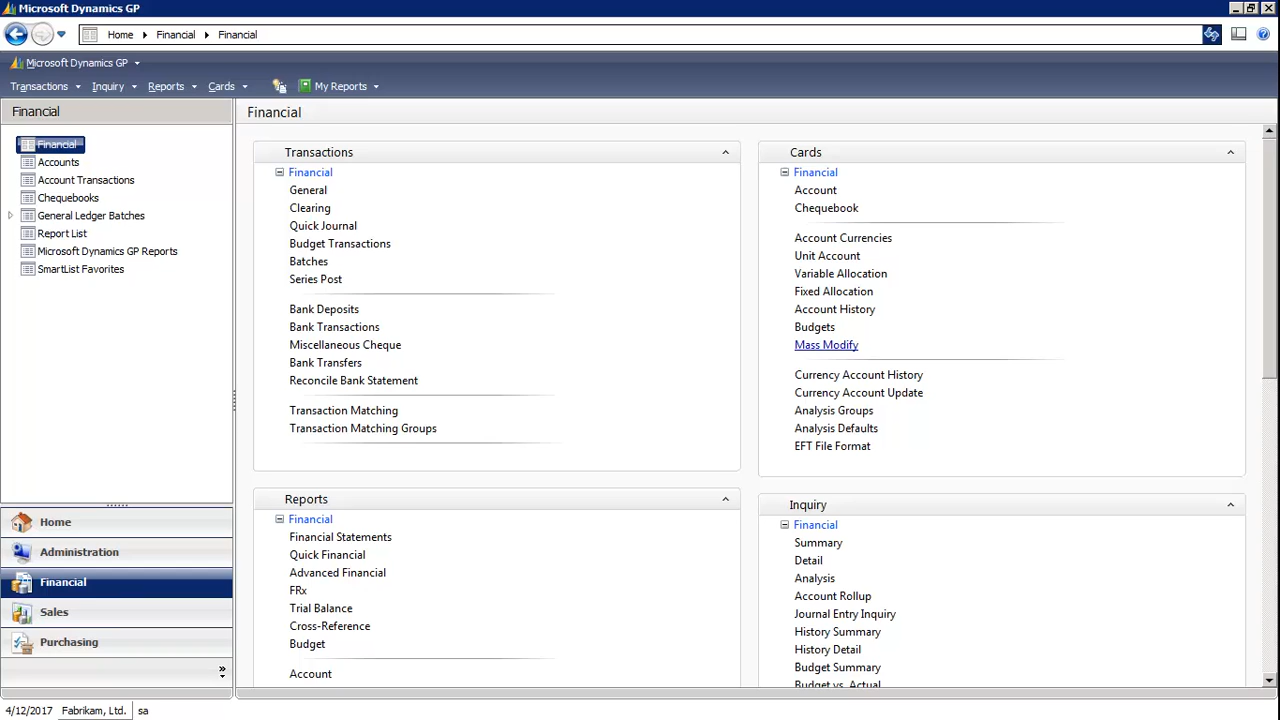 Microsoft Dynamics GP
Home Financial Financial
Microsoft Dynamics GP
Transactions Inquiry Reports Cards My Reports
Financial
Financial
Accounts
Account Transactions
Chequebooks
General Ledger Batches
Report List
Microsoft Dynamics GP Reports
SmartList Favorites
Home
Administration
Financial
Sales
Purchasing
Financial
Transactions
Financial
General
Clearing
Quick Journal
Budget Transactions
Batches
Series Post
Bank Deposits
Bank Transactions
Miscellaneous Cheque
Bank Transfers
Reconcile Bank Statement
Transaction Matching
Transaction Matching Groups
Cards
Financial
Account
Chequebook
Account Currencies
Unit Account
Variable Allocation
Fixed Allocation
Account History
Budgets
Mass Modify
Currency Account History
Currency Account Update
Analysis Groups
Analysis Defaults
EFT File Format
Reports
Financial
Financial Statements
Quick Financial
Advanced Financial
FRx
Trial Balance
Cross-Reference
Budget
Account
Inquiry
Financial
Summary
Detail
Analysis
Account Rollup
Journal Entry Inquiry
History Summary
History Detail
Budget Summary
Budget vs. Actual
4/12/2017 Fabrikam, Ltd. sa